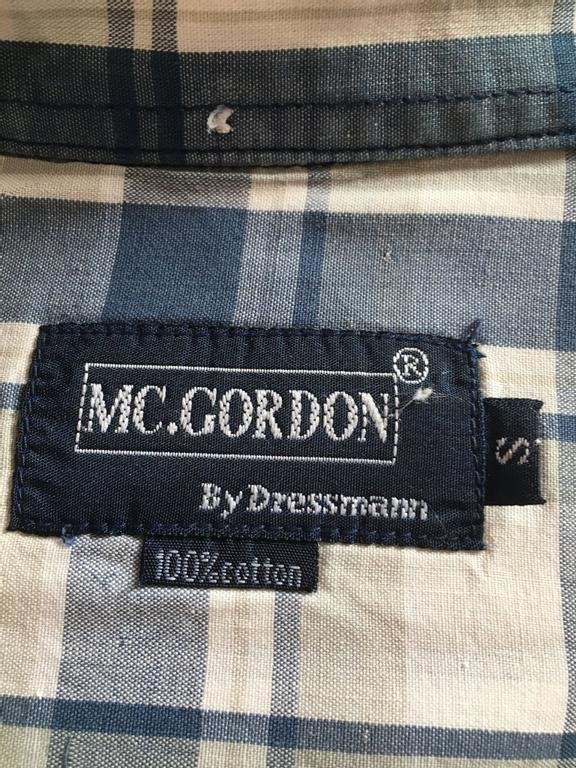 MC.GORDON ®
By Dressmann
S
100% cotton